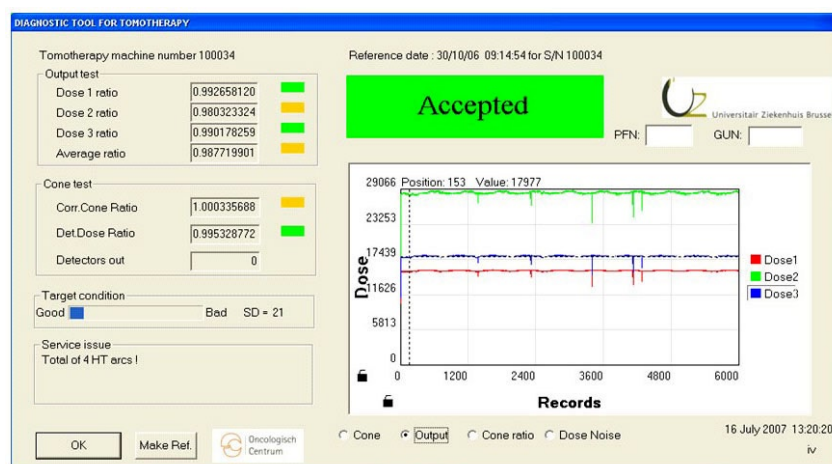 DIAGNOSTIC TOOL FOR TOMOTHERAPY
Tomotherapy machine number 100034
Reference date : 30/10/06 09:14:54 for S/N 100034
Output test
Dose 1 ratio 0.992658120
Dose 2 ratio 0.980323324
Dose 3 ratio 0.990178259
Average ratio 0.987719901
Accepted
UZ
Universitair Ziekenhuis Brusse
PFN:
GUN:
Cone test
Corr.Cone Ratio 1.000335688
Det.Dose Ratio 0.995328772
Detectors out 0
Target condition
Good Bad SD = 21
Service issue
Total of 4 HT arcs !
Position: 153 Value: 17977
29066
23253
17439
11626
5813
0
Dose
0 1200 2400 3600 4800 6000
Records
Dose1
Dose2
Dose3
OK
Make Ref.
Oncologisch
Centrum
Cone Output Cone ratio Dose Noise
16 July 2007 13:20:20
iv